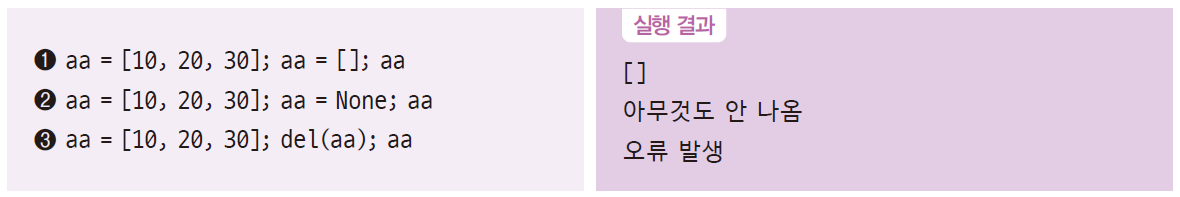 ❶ aa = [10, 20, 30]; aa = []; aa
❷ aa = [10, 20, 30]; aa = None; aa
❸ aa = [10, 20, 30]; del(aa); aa
실행 결과
[]
아무것도 안 나옴
오류 발생